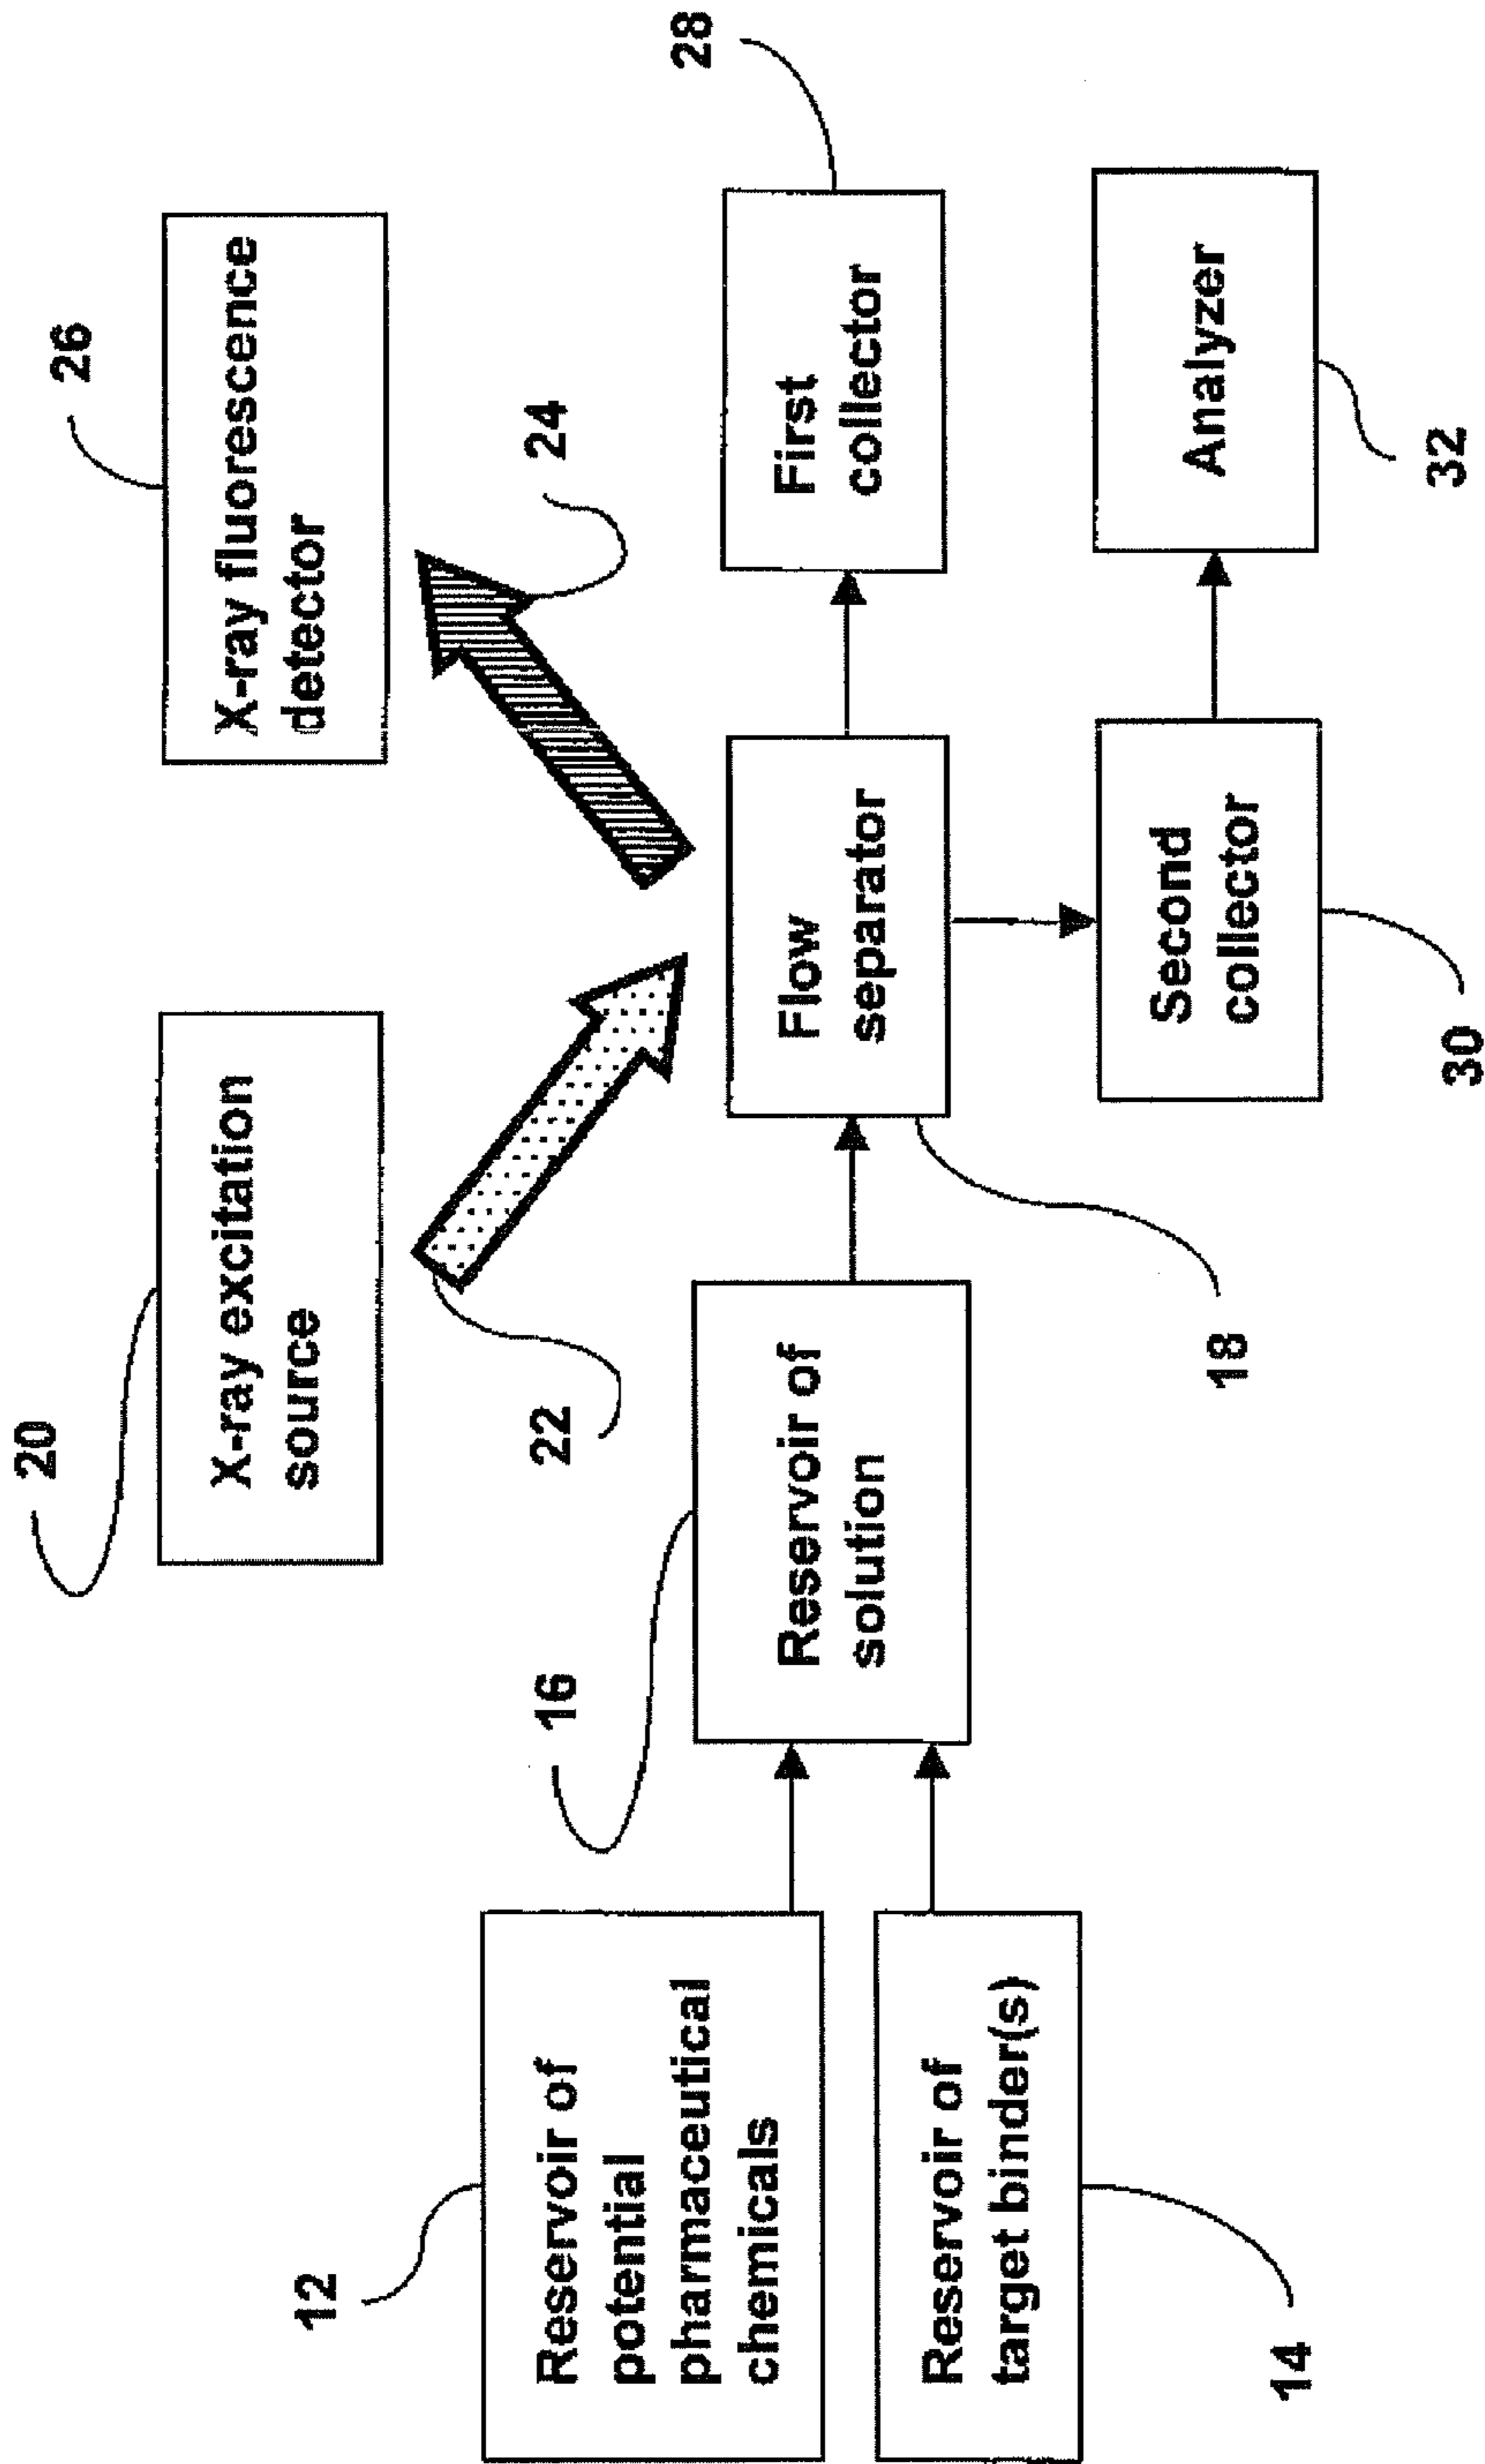 20
X-ray excitation
source
26
X-ray fluorescence
detector
22
24
12
Reservoir of
potential
pharmaceutical
chemicals
16
Reservoir of
solution
Flow
separator
First
collector
28
14
Reservoir of
target binder(s)
18
Second
collector
30
Analyzer
32